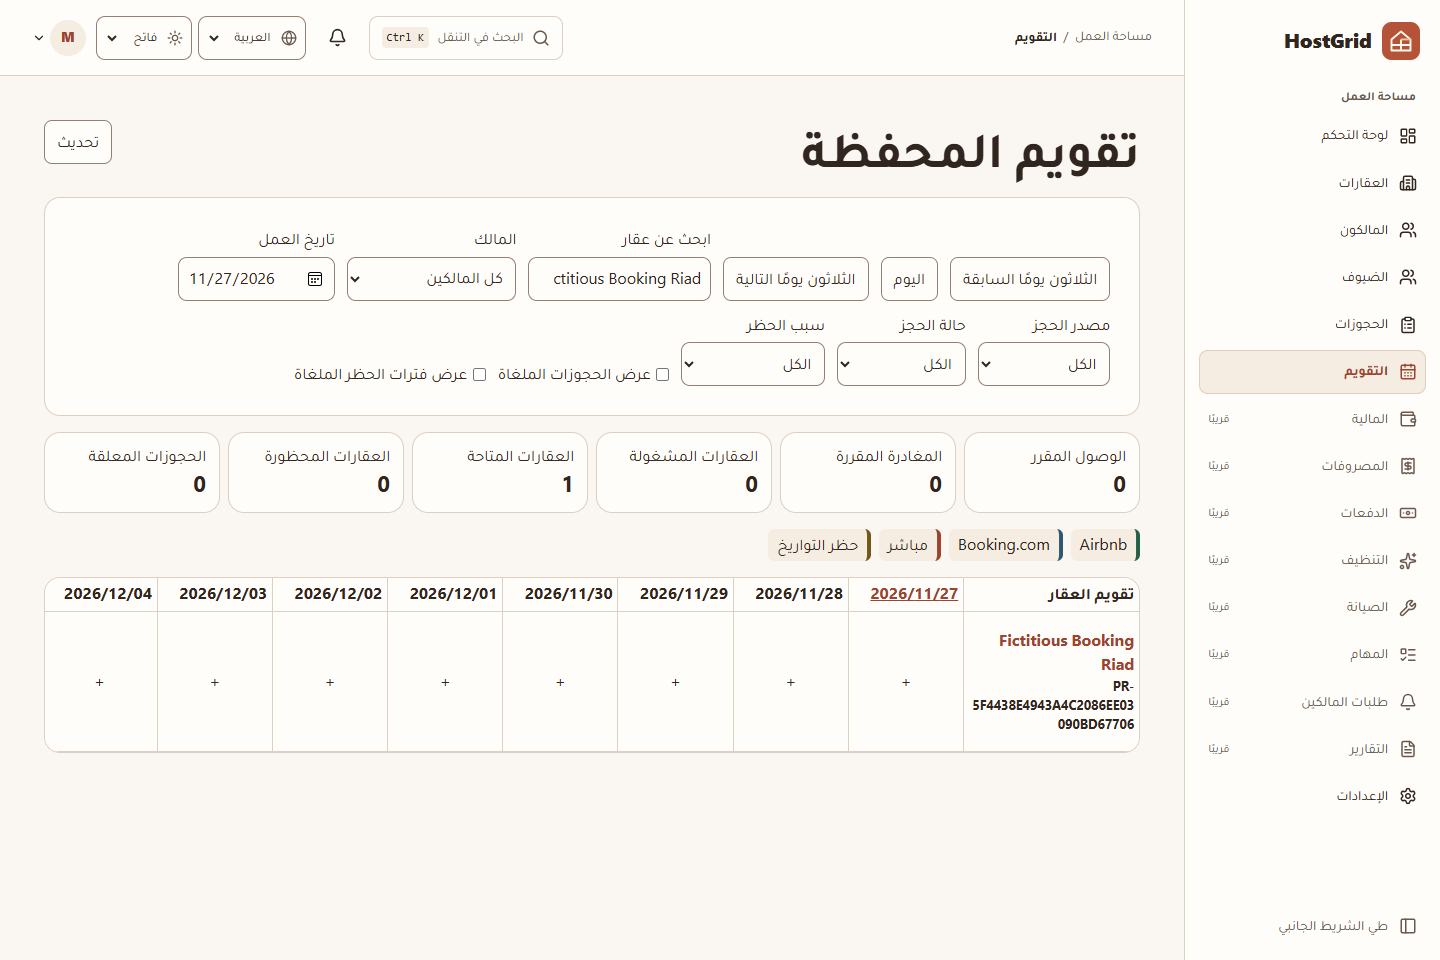 HostGrid
مساحة العمل
لوحة التحكم
العقارات
المالكون
الضيوف
الحجوزات
التقويم
المالية قريبًا
المصروفات قريبًا
الدفعات قريبًا
التنظيف قريبًا
الصيانة قريبًا
المهام قريبًا
طلبات المالكين قريبًا
التقارير قريبًا
الإعدادات
طي الشريط الجانبي
مساحة العمل / التقويم
البحث في التنقل Ctrl K
العربية
فاتح
M
تقويم المحفظة
تحديث
الثلاثون يومًا السابقة
اليوم
الثلاثون يومًا التالية
ابحث عن عقار
ctitious Booking Riad
المالك
كل المالكين
تاريخ العمل
11/27/2026
مصدر الحجز
الكل
حالة الحجز
الكل
سبب الحظر
الكل
عرض الحجوزات الملغاة
عرض فترات الحظر الملغاة
الوصول المقرر
0
المغادرة المقررة
0
العقارات المشغولة
0
العقارات المتاحة
1
العقارات المحظورة
0
الحجوزات المعلقة
0
Airbnb
Booking.com
مباشر
حظر التواريخ
تقويم العقار 2026/11/27 2026/11/28 2026/11/29 2026/11/30 2026/12/01 2026/12/02 2026/12/03 2026/12/04
Fictitious Booking
Riad
PR-
5F4438E4943A4C2086EE03
090BD67706
+ + + + + + + +